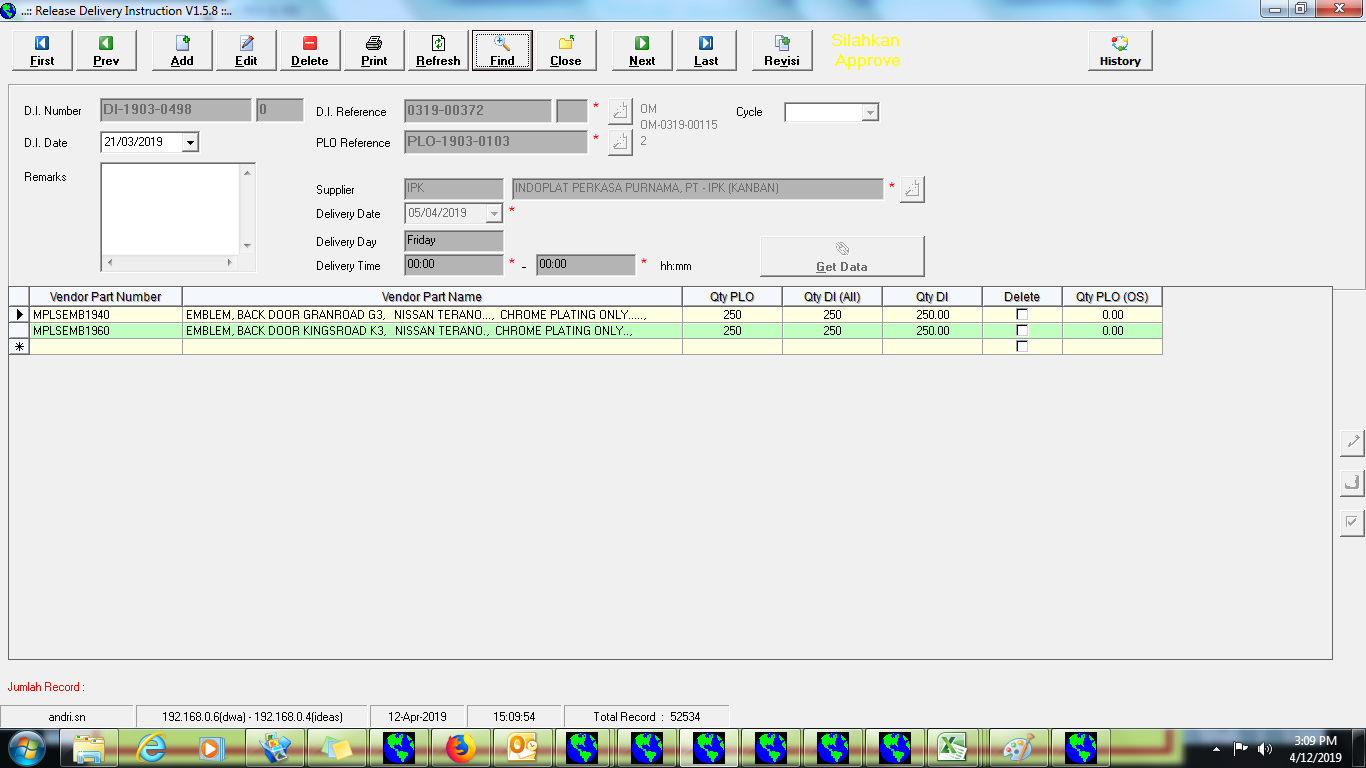 ..:: Release Delivery Instruction V1.5.8 ::..
First Prev Add Edit Delete Print Refresh Find Close Next Last Revisi Silahkan Approve History
D.I. Number DI-1903-0498 0 D.I. Reference 0319-00372 * OM Cycle
OM-0319-00115
D.I. Date 21/03/2019 PLO Reference PLO-1903-0103 * 2
Remarks
Supplier IPK INDOPLAT PERKASA PURNAMA, PT - IPK (KANBAN) *
Delivery Date 05/04/2019 *
Delivery Day Friday
Delivery Time 00:00 * - 00:00 * hh:mm Get Data
Vendor Part Number Vendor Part Name Qty PLO Qty DI (All) Qty DI Delete Qty PLO (OS)
MPLSEMB1940 EMBLEM, BACK DOOR GRANROAD G3, NISSAN TERANO..., CHROME PLATING ONLY....., 250 250 250.00 0.00
MPLSEMB1960 EMBLEM, BACK DOOR KINGSROAD K3, NISSAN TERANO., CHROME PLATING ONLY.., 250 250 250.00 0.00
Jumlah Record :
andri.sn 192.168.0.6(dwa) - 192.168.0.4(ideas) 12-Apr-2019 15:09:54 Total Record : 52534
3:09 PM
4/12/2019